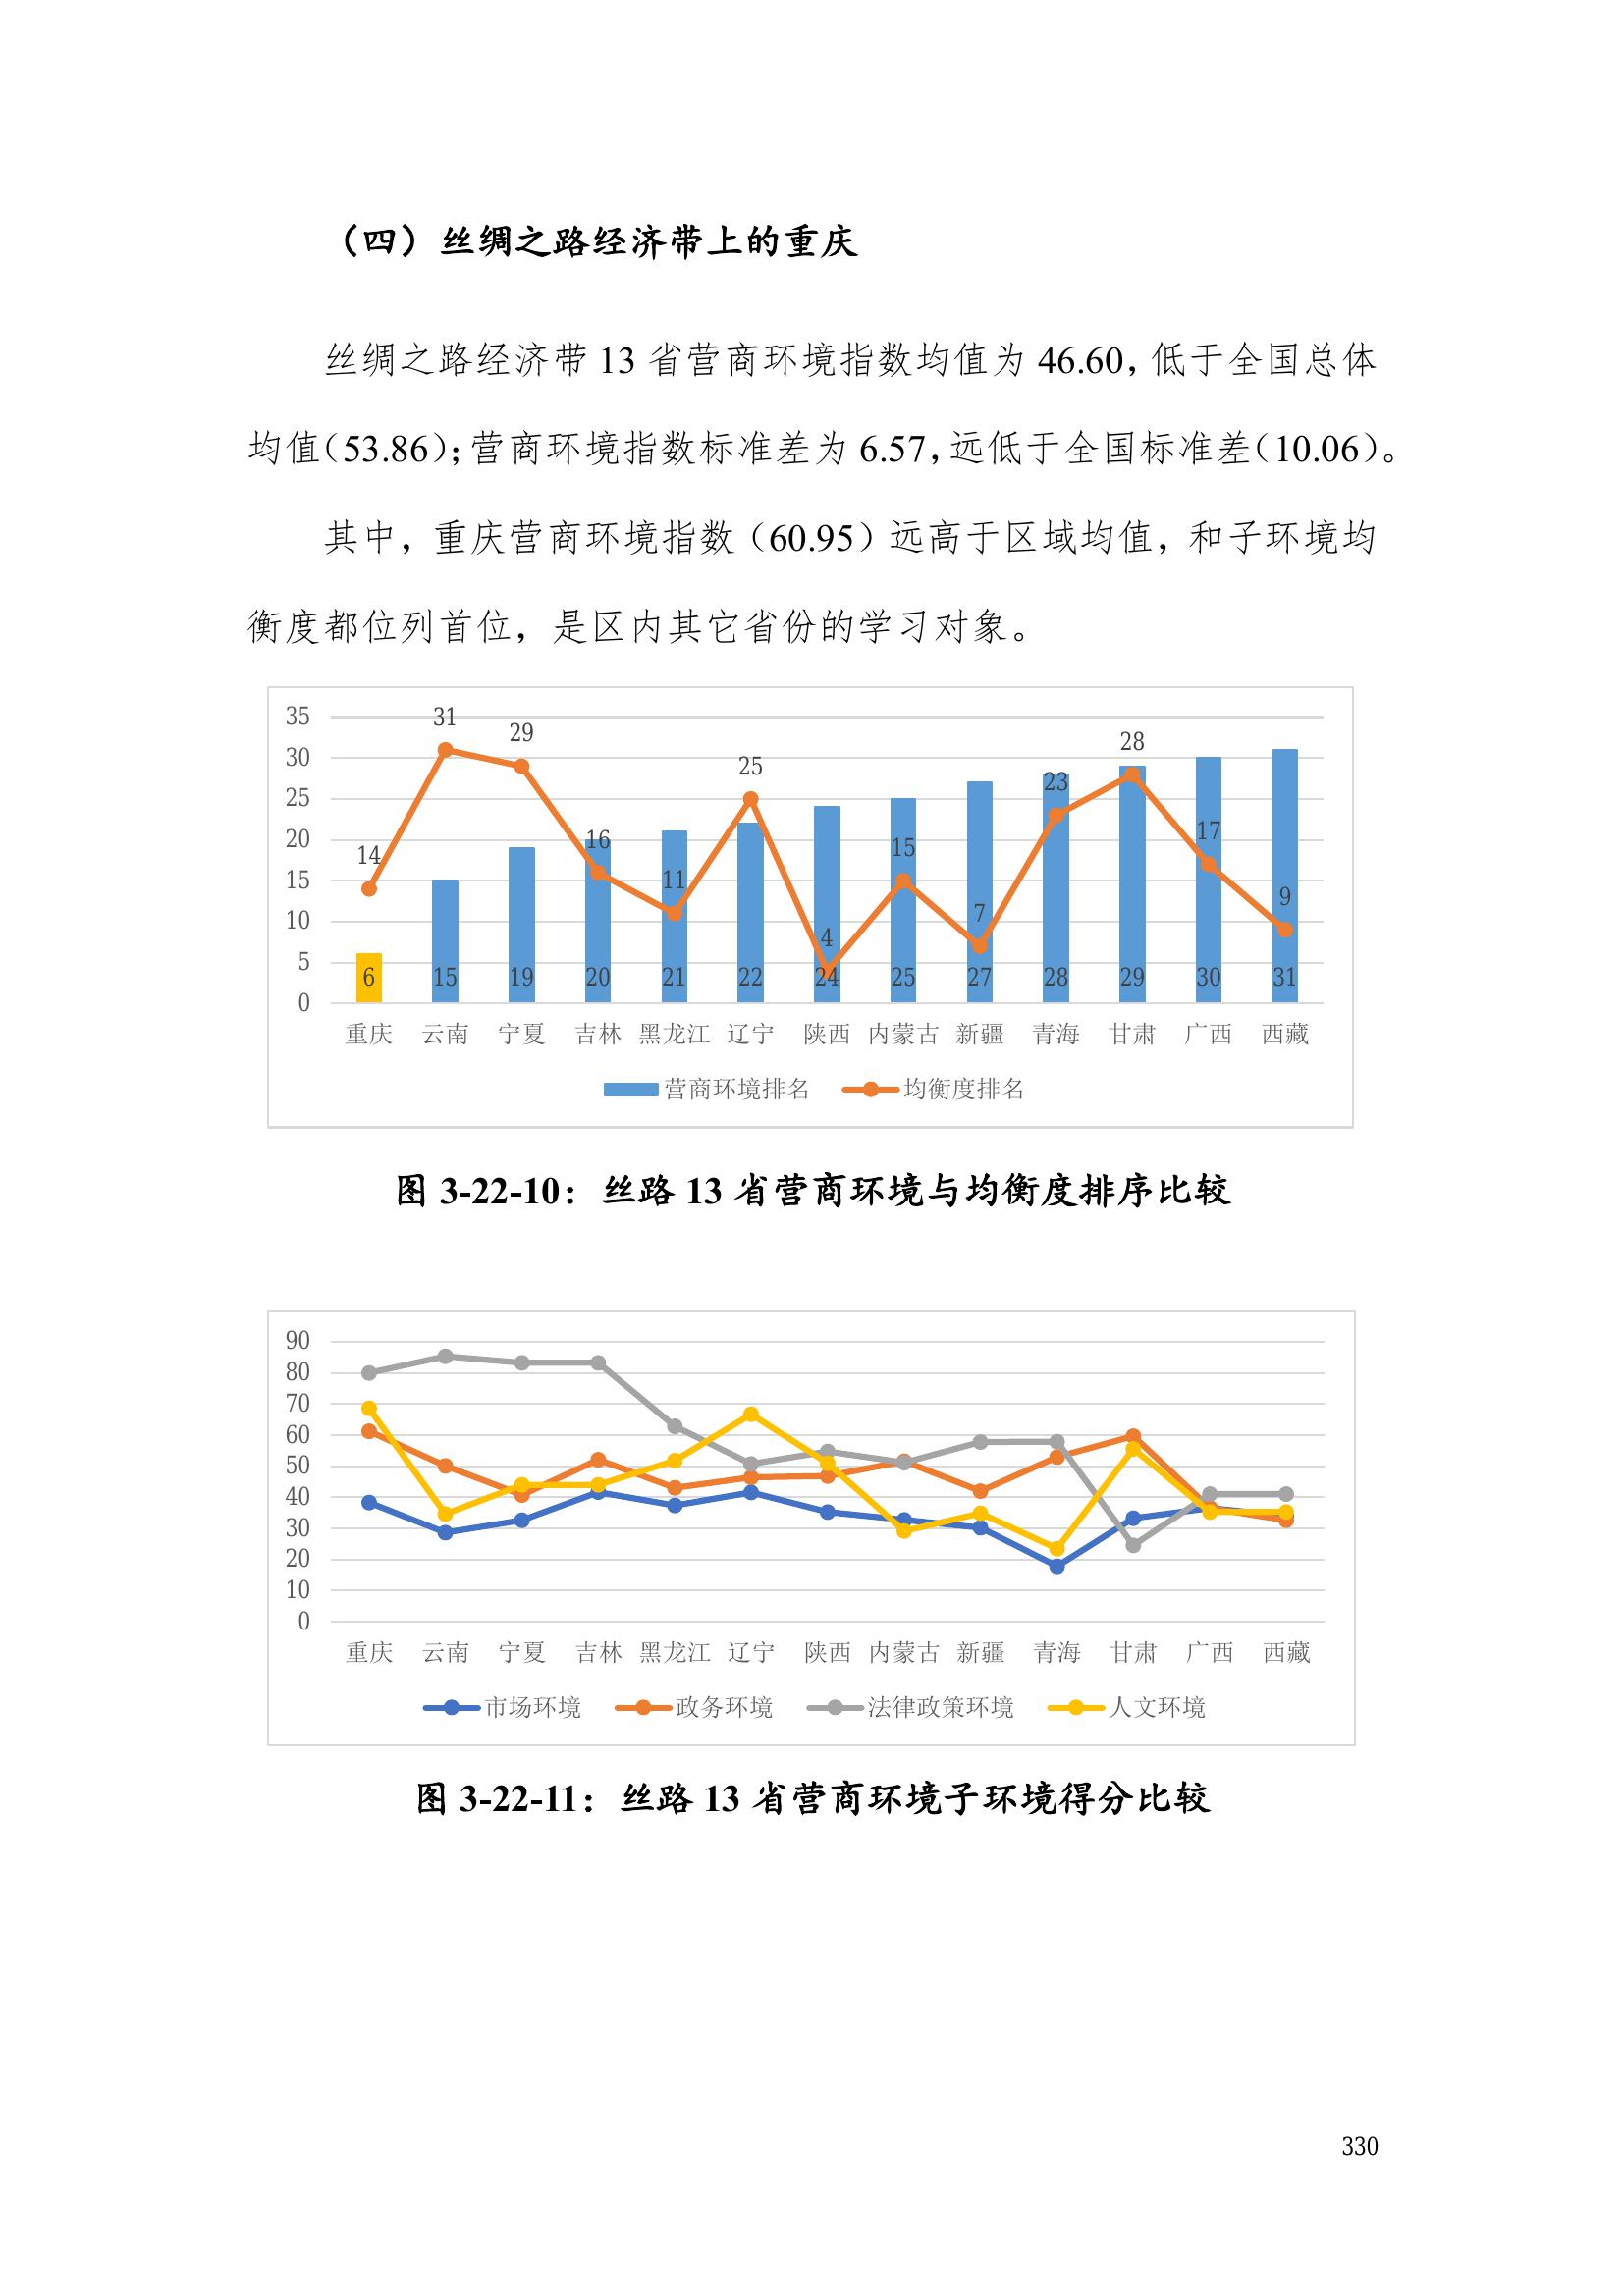 （四）丝绸之路经济带上的重庆
丝绸之路经济带 13 省营商环境指数均值为 46.60，低于全国总体
均值（53.86）；营商环境指数标准差为 6.57，远低于全国标准差（10.06）。
其中，重庆营商环境指数（60.95）远高于区域均值，和子环境均
衡度都位列首位，是区内其它省份的学习对象。
35
30
25
20
15
10
5
0
14 31 29 16 11 25 4 15 7 23 28 17 9
6 15 19 20 21 22 24 25 27 28 29 30 31
重庆 云南 宁夏 吉林 黑龙江 辽宁 陕西 内蒙古 新疆 青海 甘肃 广西 西藏
营商环境排名 均衡度排名
图 3-22-10：丝路 13 省营商环境与均衡度排序比较
90
80
70
60
50
40
30
20
10
0
重庆 云南 宁夏 吉林 黑龙江 辽宁 陕西 内蒙古 新疆 青海 甘肃 广西 西藏
市场环境 政务环境 法律政策环境 人文环境
图 3-22-11：丝路 13 省营商环境子环境得分比较
330